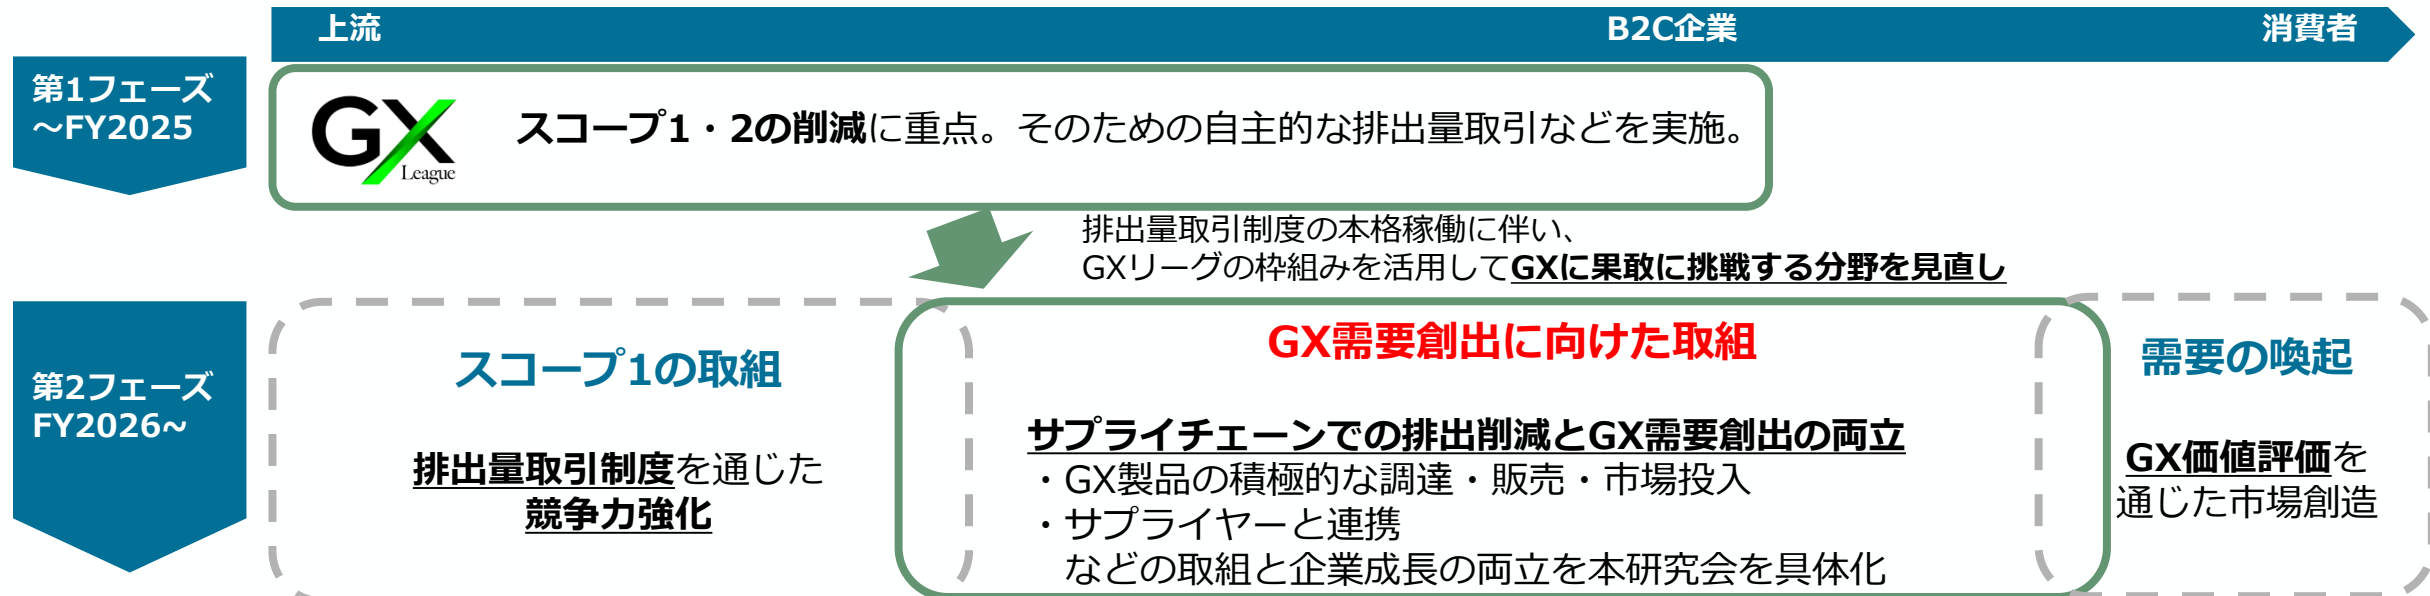 上流 B2C企業 消費者
第1フェーズ
～FY2025
GX
League
スコープ1・2の削減に重点。そのための自主的な排出量取引などを実施。
排出量取引制度の本格稼働に伴い、
GXリーグの枠組みを活用してGXに果敢に挑戦する分野を見直し
第2フェーズ
FY2026~
スコープ1の取組
排出量取引制度を通じた
競争力強化
GX需要創出に向けた取組
サプライチェーンでの排出削減とGX需要創出の両立
・GX製品の積極的な調達・販売・市場投入
・サプライヤーと連携
などの取組と企業成長の両立を本研究会を具体化
需要の喚起
GX価値評価を
通じた市場創造